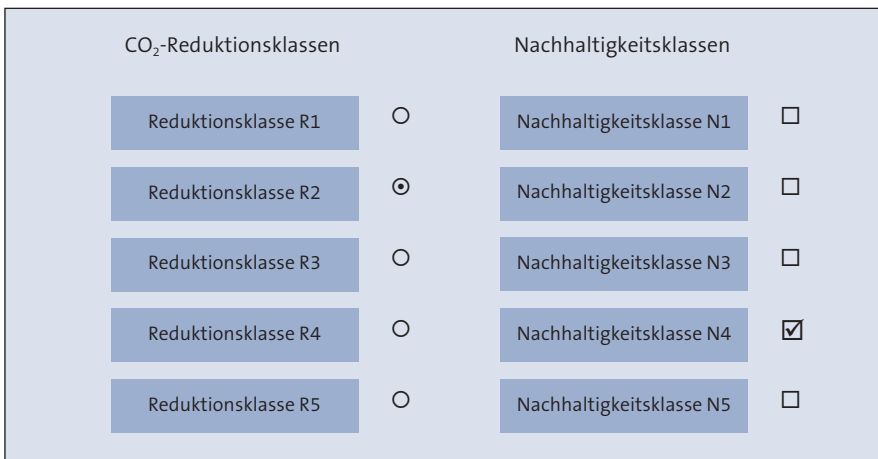 CO₂-Reduktionsklassen
Reduktionsklasse R1
Reduktionsklasse R2
Reduktionsklasse R3
Reduktionsklasse R4
Reduktionsklasse R5
Nachhaltigkeitsklassen
Nachhaltigkeitsklasse N1
Nachhaltigkeitsklasse N2
Nachhaltigkeitsklasse N3
Nachhaltigkeitsklasse N4
Nachhaltigkeitsklasse N5